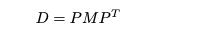 D = PMP^T